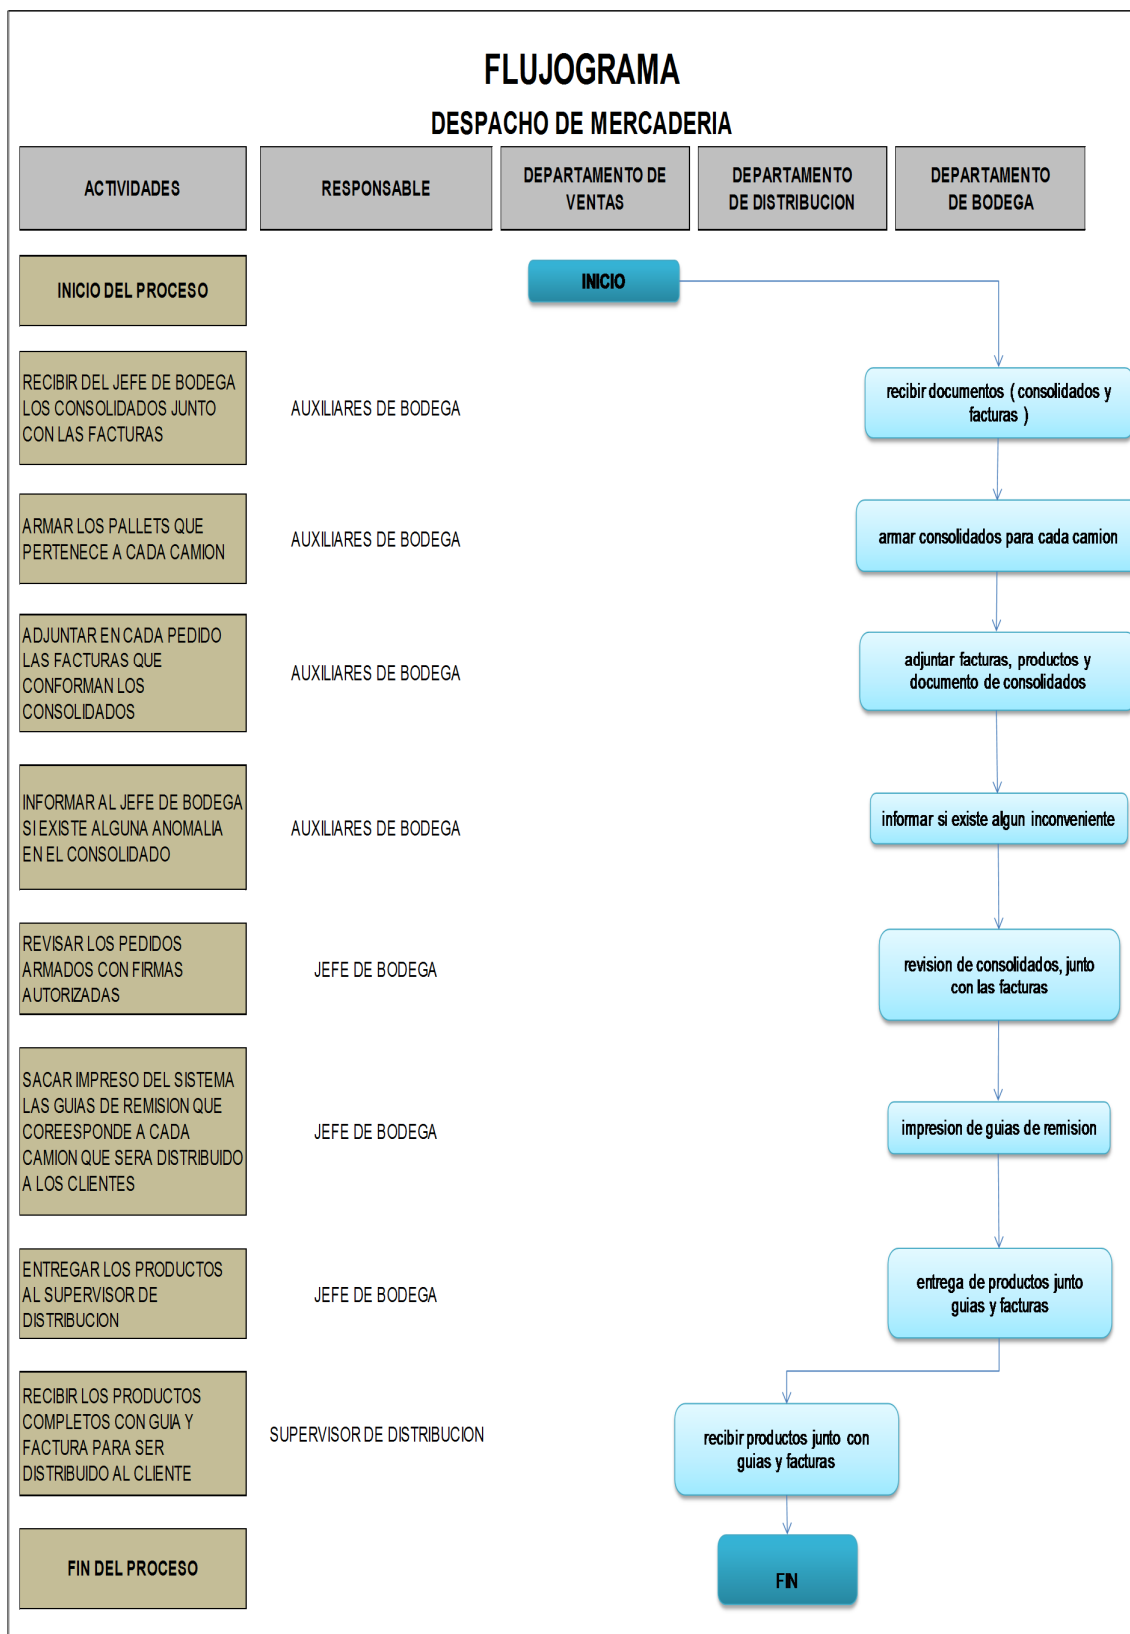 FLUJOGRAMA
DESPACHO DE MERCADERIA
ACTIVIDADES
RESPONSABLE
DEPARTAMENTO DE
VENTAS
DEPARTAMENTO
DE DISTRIBUCION
DEPARTAMENTO
DE BODEGA
INICIO DEL PROCESO
INICIO
RECIBIR DEL JEFE DE BODEGA
LOS CONSOLIDADOS JUNTO
CON LAS FACTURAS
AUXILIARES DE BODEGA
recibir documentos ( consolidados y
facturas )
ARMAR LOS PALLETS QUE
PERTENECE A CADA CAMION
AUXILIARES DE BODEGA
armar consolidados para cada camion
ADJUNTAR EN CADA PEDIDO
LAS FACTURAS QUE
CONFORMAN LOS
CONSOLIDADOS
AUXILIARES DE BODEGA
adjuntar facturas, productos y
documento de consolidados
INFORMAR AL JEFE DE BODEGA
SI EXISTE ALGUNA ANOMALIA
EN EL CONSOLIDADO
AUXILIARES DE BODEGA
informar si existe algun inconveniente
REVISAR LOS PEDIDOS
ARMADOS CON FIRMAS
AUTORIZADAS
JEFE DE BODEGA
revision de consolidados, junto
con las facturas
SACAR IMPRESO DEL SISTEMA
LAS GUIAS DE REMISION QUE
COREESPONDE A CADA
CAMION QUE SERA DISTRIBUIDO
A LOS CLIENTES
JEFE DE BODEGA
impresion de guias de remision
ENTREGAR LOS PRODUCTOS
AL SUPERVISOR DE
DISTRIBUCION
JEFE DE BODEGA
entrega de productos junto
guias y facturas
RECIBIR LOS PRODUCTOS
COMPLETOS CON GUIA Y
FACTURA PARA SER
DISTRIBUIDO AL CLIENTE
SUPERVISOR DE DISTRIBUCION
recibir productos junto con
guias y facturas
FIN DEL PROCESO
FIN